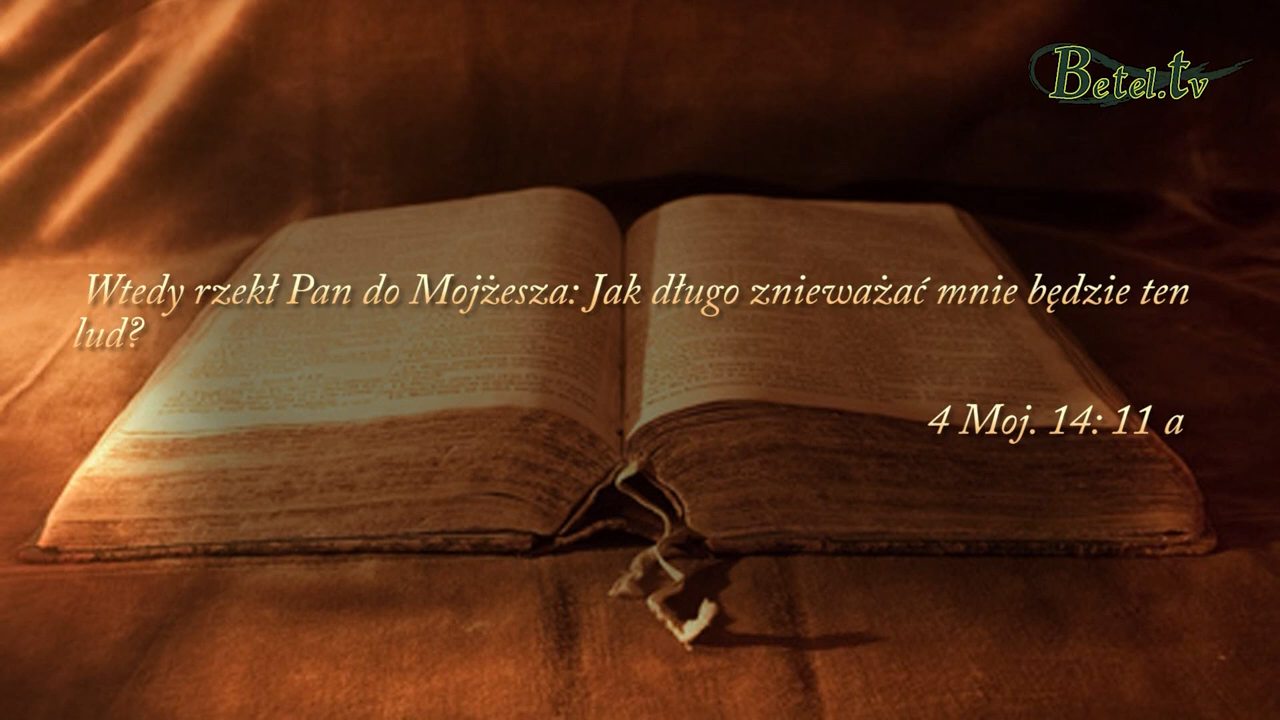 Betel.tv
Wtedy rzekł Pan do Mojżesza: Jak długo znieważać mnie będzie ten
lud?
4 Moj. 14: 11 a